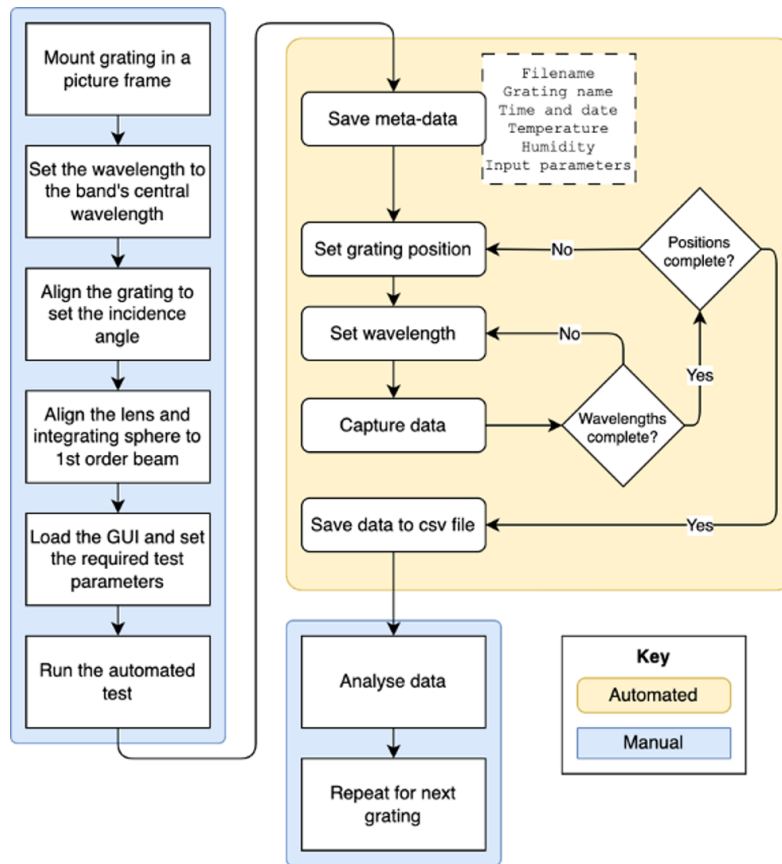 Mount grating in a
picture frame
Set the wavelength to
the band's central
wavelength
Align the grating to
set the incidence
angle
Align the lens and
integrating sphere to
1st order beam
Load the GUI and set
the required test
parameters
Run the automated
test
Save meta-data
Filename
Grating name
Time and date
Temperature
Humidity
Input parameters
Set grating position
No
Positions
complete?
Set wavelength
No
Yes
Capture data
Wavelengths
complete?
Save data to csv file
Yes
Analyse data
Repeat for next
grating
Key
Automated
Manual